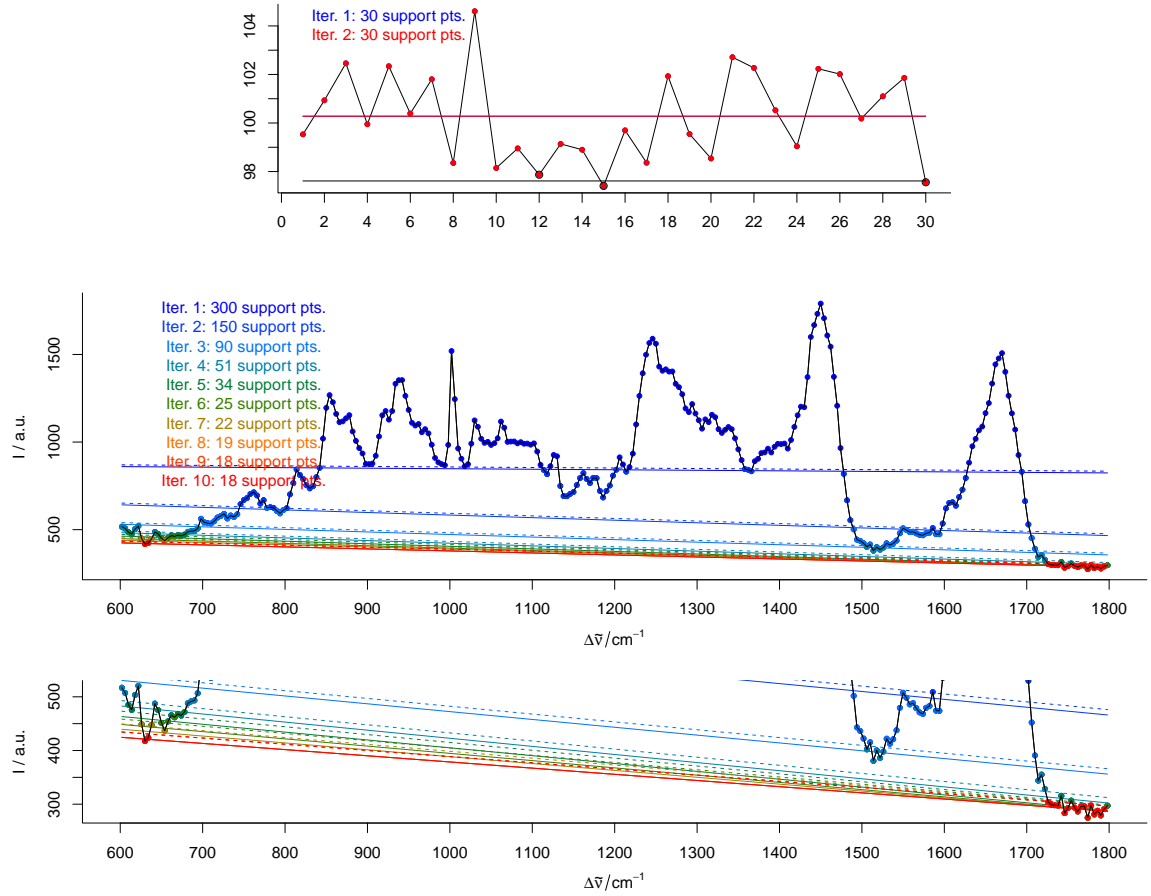 Iter. 1: 30 support pts.
Iter. 2: 30 support pts.
104
102
100
98
0 2 4 6 8 10 12 14 16 18 20 22 24 26 28 30
Iter. 1: 300 support pts.
Iter. 2: 150 support pts.
Iter. 3: 90 support pts.
Iter. 4: 51 support pts.
Iter. 5: 34 support pts.
Iter. 6: 25 support pts.
Iter. 7: 22 support pts.
Iter. 8: 19 support pts.
Iter. 9: 18 support pts.
Iter. 10: 18 support pts.
I / a.u.
1500
1000
500
600 700 800 900 1000 1100 1200 1300 1400 1500 1600 1700 1800
Δṽ/cm⁻¹
I / a.u.
500
400
300
600 700 800 900 1000 1100 1200 1300 1400 1500 1600 1700 1800
Δṽ/cm⁻¹